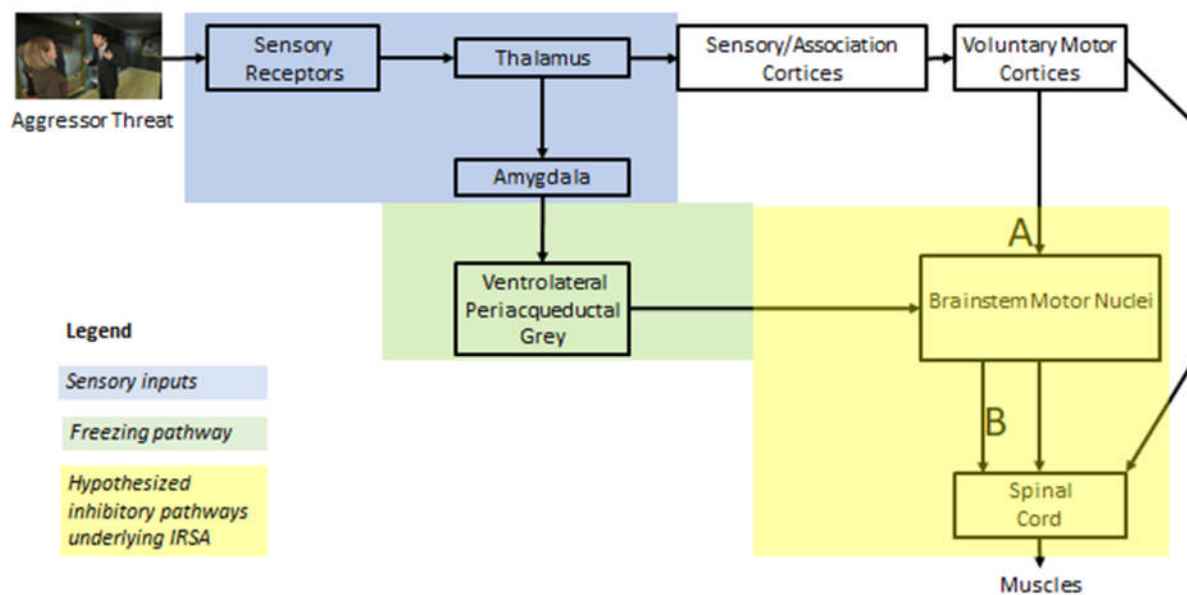 Aggressor Threat
Sensory
Receptors
Thalamus
Sensory/Association
Cortices
Voluntary Motor
Cortices
Amygdala
Ventrolateral
Periacqueductal
Grey
A
Brainstem Motor Nuclei
B
Spinal
Cord
Muscles
Legend
Sensory inputs
Freezing pathway
Hypothesized
inhibitory pathways
underlying IRSA